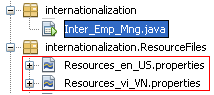 internationalization
Inter_Emp_Mng.java
internationalization.ResourceFiles
Resources_en_US.properties
Resources_vi_VN.properties